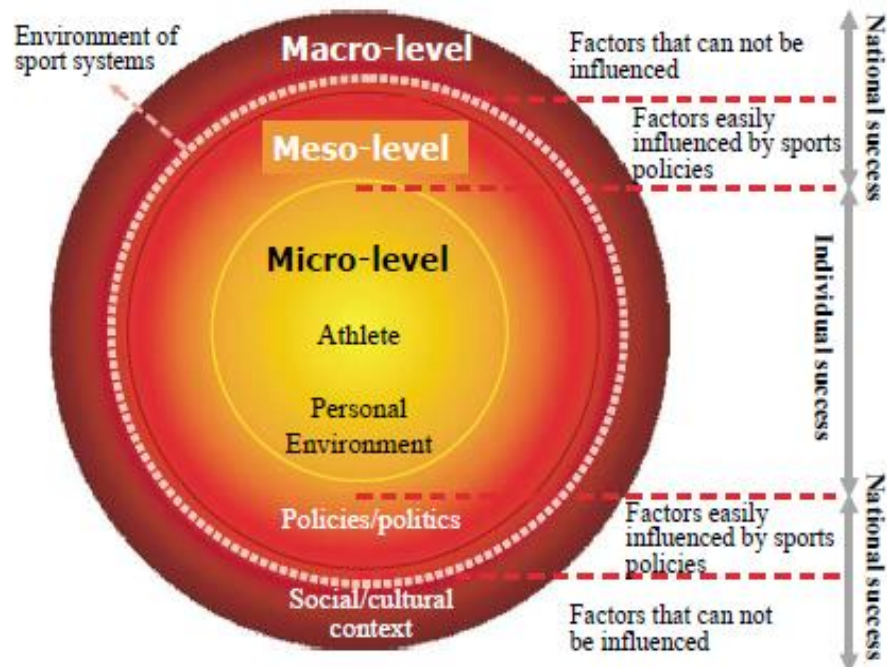 Environment of
sport systems
Macro-level
Factors that can not be
influenced
National success
Meso-level
Factors easily
influenced by sports
policies
Micro-level
Athlete
Personal
Environment
Individual success
Policies/politics
Factors easily
influenced by sports
policies
Social/cultural
context
Factors that can not
be influenced
National success